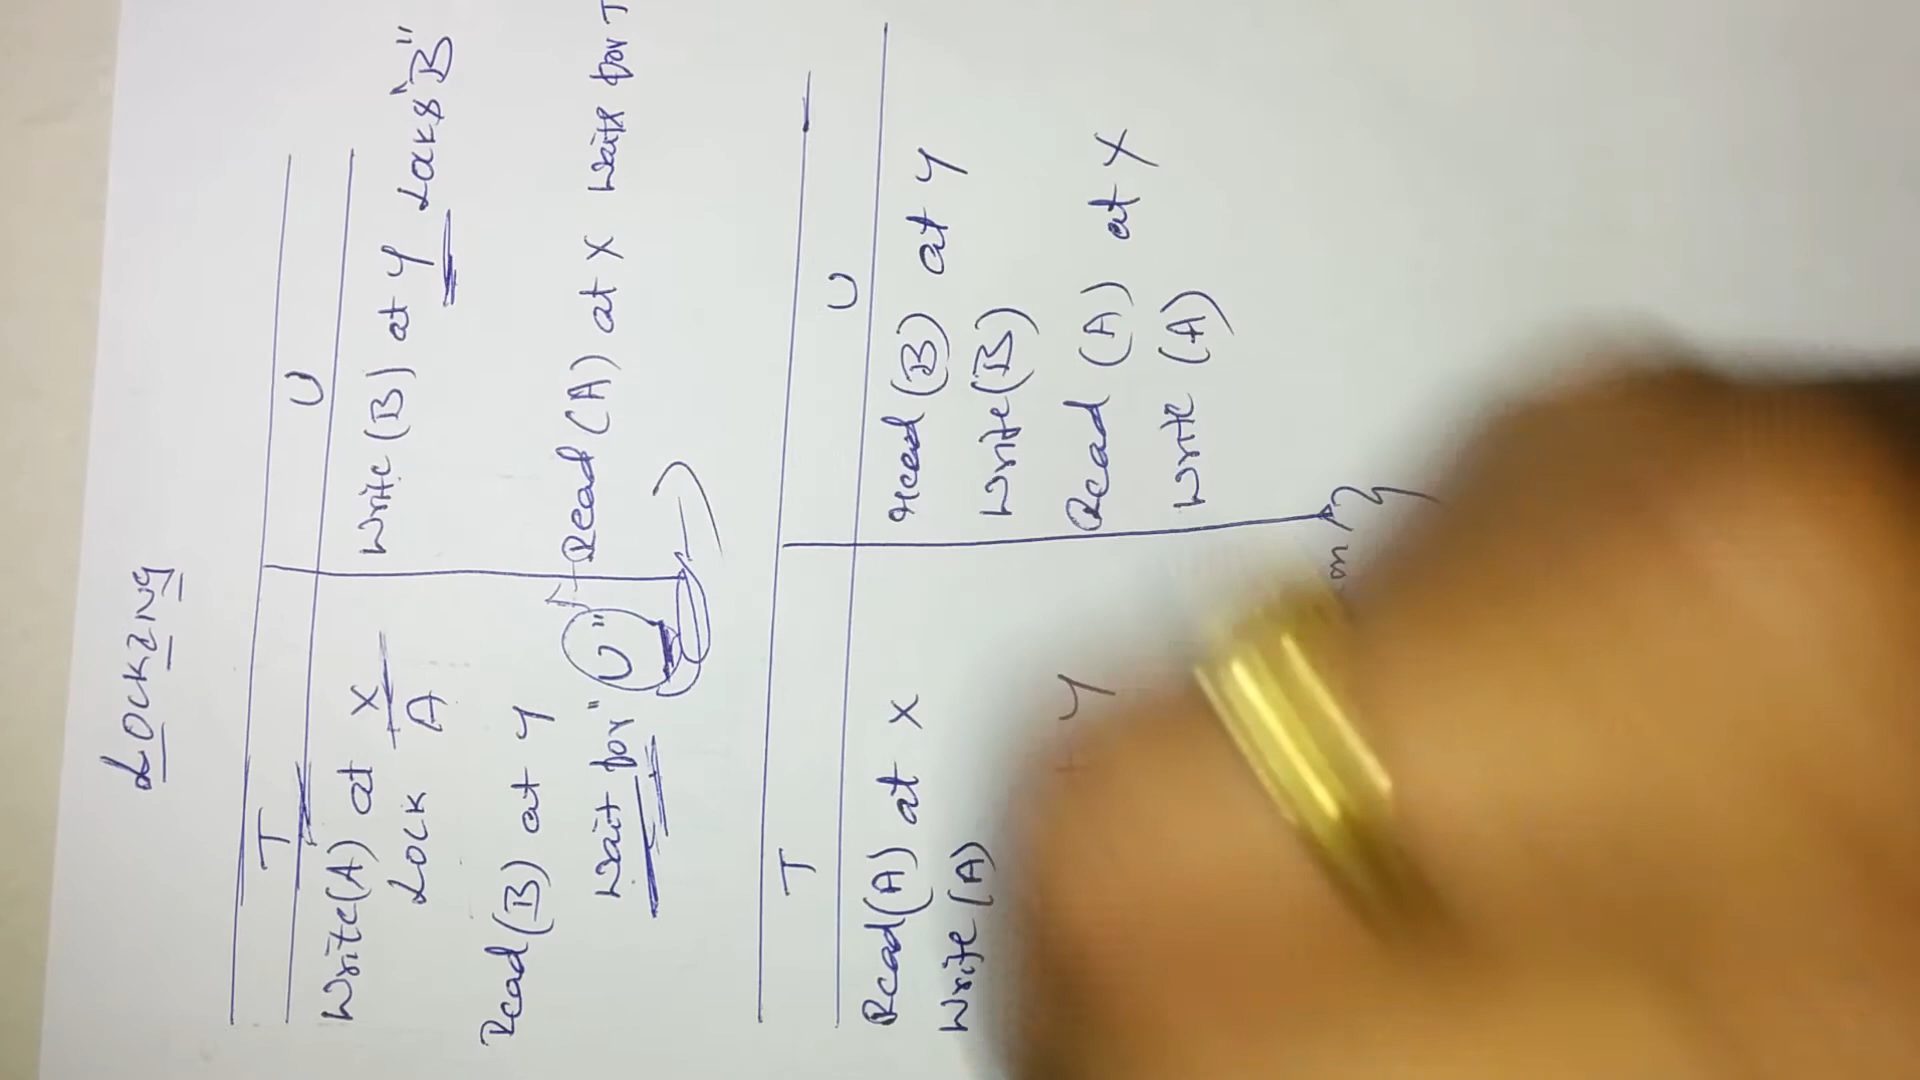 LOCKING
T U
Write(A) at X Write(B) at Y
Lock A Locks "B"
Read(B) at Y
Read(A) at X wait for T
wait for "U"
T U
Read(A) at X Read(B) at Y
Write(A) Write(B)
Y Read (A) at X
Write (A)